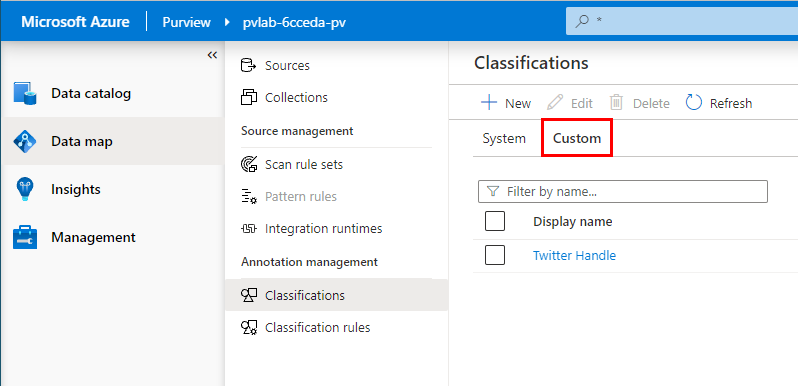 Microsoft Azure Purview pvlab-6cceda-pv *
«
Data catalog
Data map
Insights
Management
Sources
Collections
Source management
Scan rule sets
Pattern rules
Integration runtimes
Annotation management
Classifications
Classification rules
Classifications
New Edit Delete Refresh
System Custom
Filter by name...
Display name
Twitter Handle